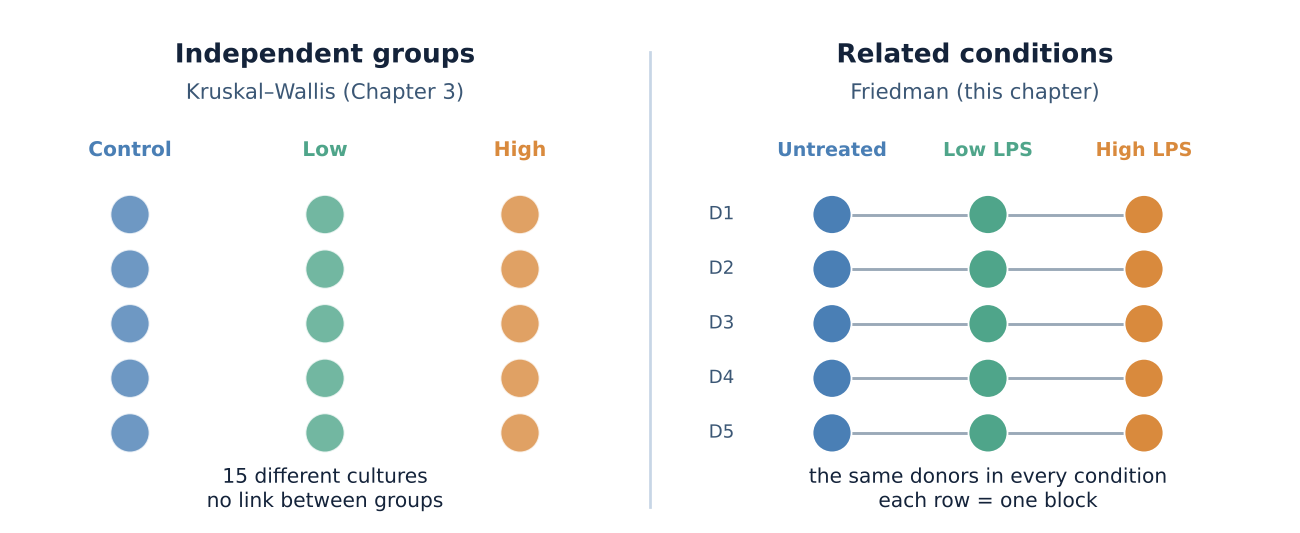 Independent groups
Kruskal–Wallis (Chapter 3)
Control Low High
15 different cultures
no link between groups
Related conditions
Friedman (this chapter)
Untreated Low LPS High LPS
D1
D2
D3
D4
D5
the same donors in every condition
each row = one block